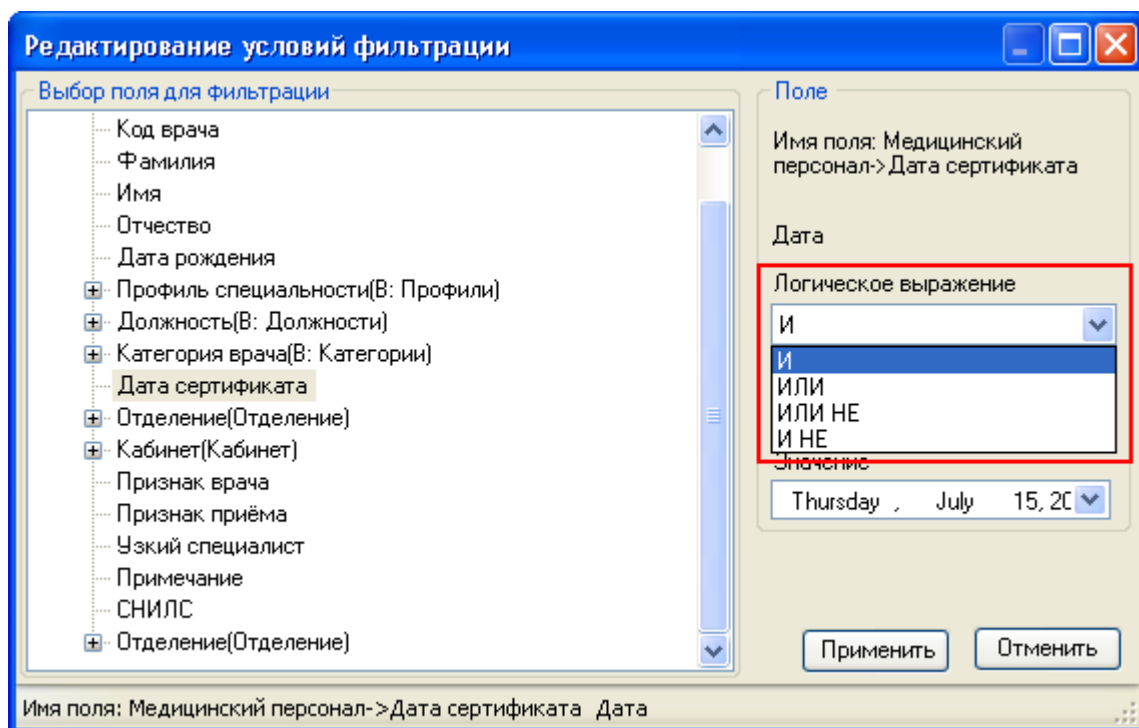 Редактирование условий фильтрации
Выбор поля для фильтрации
Код врача
Фамилия
Имя
Отчество
Дата рождения
Профиль специальности(В: Профили)
Должность(В: Должности)
Категория врача(В: Категории)
Дата сертификата
Отделение(Отделение)
Кабинет(Кабинет)
Признак врача
Признак приёма
Узкий специалист
Примечание
СНИЛС
Отделение(Отделение)
Поле
Имя поля: Медицинский
персонал->Дата сертификата
Дата
Логическое выражение
И
И
ИЛИ
ИЛИ НЕ
И НЕ
Значение
Thursday , July 15, 20
Применить
Отменить
Имя поля: Медицинский персонал->Дата сертификата Дата